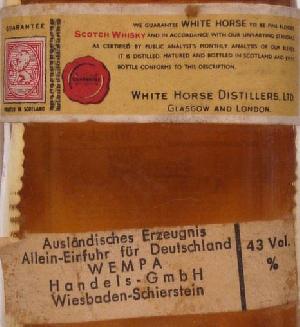 GUARANTEE
WE GUARANTEE WHITE HORSE TO BE FINE
SCOTCH WHISKY AND IN ACCORDANCE WITH OUR UNVARYING STANDARD
AS CERTIFIED BY PUBLIC ANALYST'S MONTHLY ANALYSIS OF OUR BLEND
IT IS DISTILLED MATURED AND BOTTLED IN SCOTLAND AND
BOTTLE CONFORMS TO THIS DESCRIPTION.
WHITE HORSE DISTILLERS, LTD
GLASGOW AND LONDON.
PRINTED IN SCOTLAND
Ausländisches Erzeugnis
Allein-Einfuhr für Deutschland
WEMPA
Handels-GmbH
Wiesbaden-Schierstein
43 Vol.
%